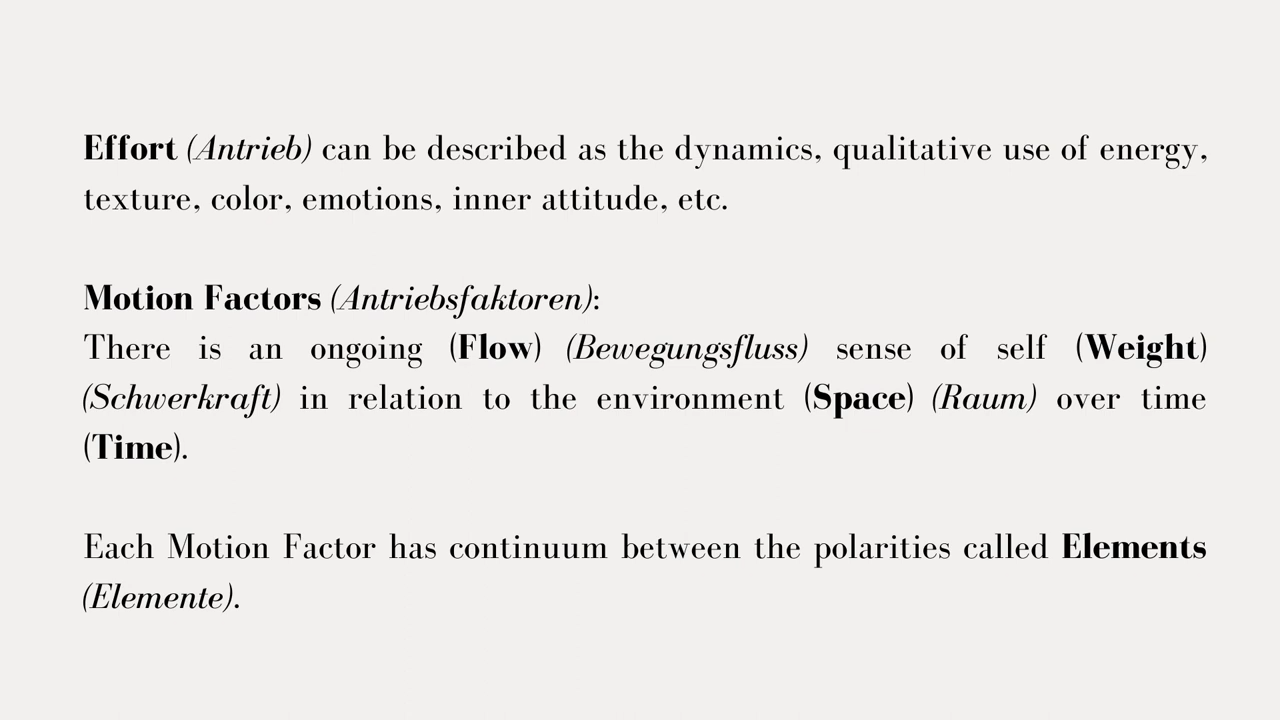 Effort (Antrieb) can be described as the dynamics, qualitative use of energy,
texture, color, emotions, inner attitude, etc.
Motion Factors (Antriebsfaktoren):
There is an ongoing (Flow) (Bewegungsfluss) sense of self (Weight)
(Schwerkraft) in relation to the environment (Space) (Raum) over time
(Time).
Each Motion Factor has continuum between the polarities called Elements
(Elemente).